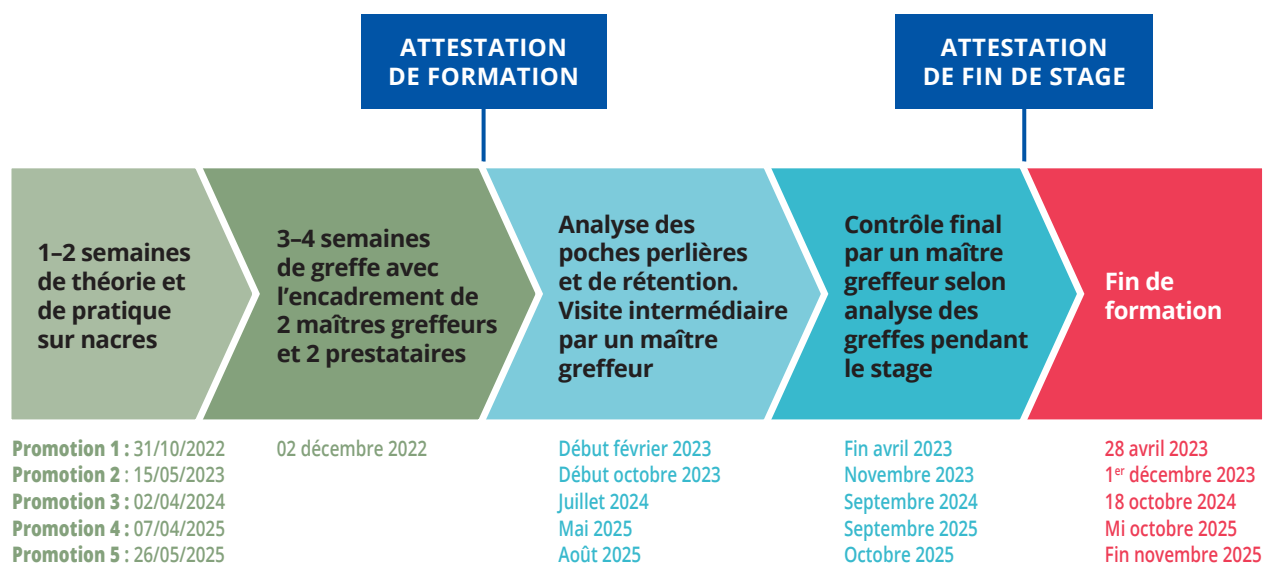 ATTESTATION
DE FORMATION
ATTESTATION
DE FIN DE STAGE
1–2 semaines
de théorie et
de pratique
sur nacres
3–4 semaines
de greffe avec
l’encadrement de
2 maîtres greffeurs
et 2 prestataires
Analyse des
poches perlières
et de rétention.
Visite intermédiaire
par un maître
greffeur
Contrôle final
par un maître
greffeur selon
analyse des
greffes pendant
le stage
Fin de
formation
Promotion 1 : 31/10/2022
Promotion 2 : 15/05/2023
Promotion 3 : 02/04/2024
Promotion 4 : 07/04/2025
Promotion 5 : 26/05/2025
02 décembre 2022
Début février 2023
Début octobre 2023
Juillet 2024
Mai 2025
Août 2025
Fin avril 2023
Novembre 2023
Septembre 2024
Septembre 2025
Octobre 2025
28 avril 2023
1er décembre 2023
18 octobre 2024
Mi octobre 2025
Fin novembre 2025